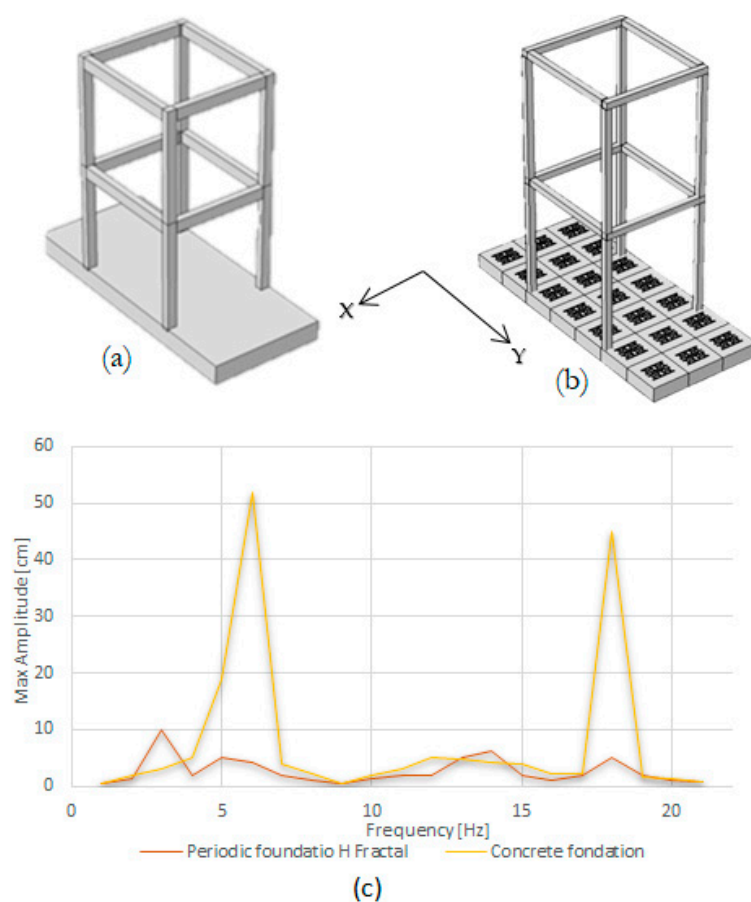 X
Y
(a)
(b)
60
50
40
30
20
10
0
Max Amplitude [cm]
0 5 10 15 20
Frequency [Hz]
Periodic foundatio H Fractal Concrete fondation
(c)